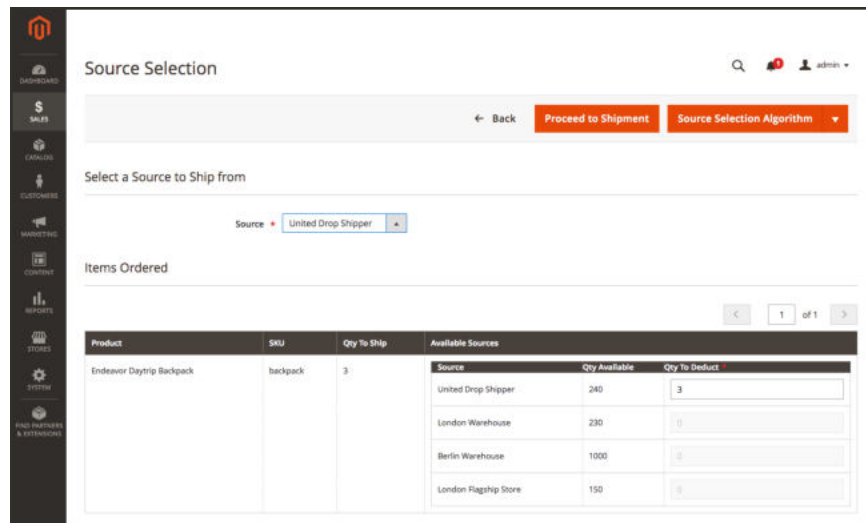 DASHBOARD
SALES
CATALOG
CUSTOMERS
MARKETING
CONTENT
REPORTS
STORES
SYSTEM
FIND PARTNERS
& EXTENSIONS
Source Selection
1
admin
Back
Proceed to Shipment
Source Selection Algorithm
Select a Source to Ship from
Source * United Drop Shipper
Items Ordered
1 of 1
Product SKU Qty To Ship Available Sources
Endeavor Daytrip Backpack backpack 3
Source Qty Available Qty To Deduct *
United Drop Shipper 240 3
London Warehouse 230 0
Berlin Warehouse 1000 0
London Flagship Store 150 0